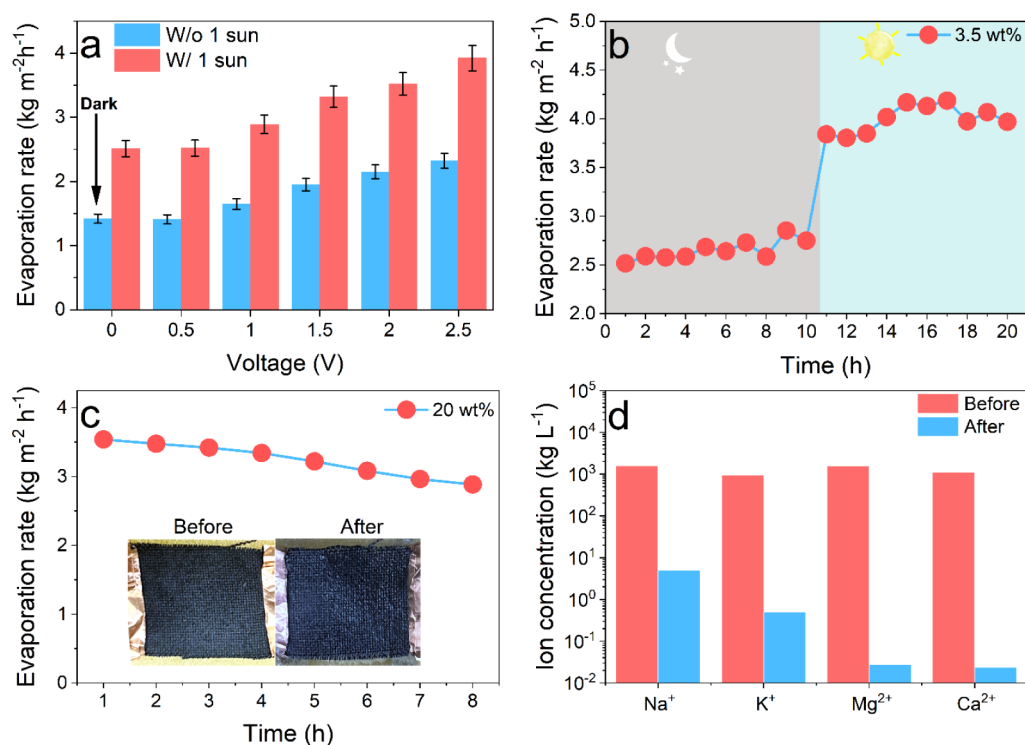 a
W/o 1 sun
W/ 1 sun
Dark
Evaporation rate (kg m⁻²h⁻¹)
4
3
2
1
0
0 0.5 1 1.5 2 2.5
Voltage (V)
b
3.5 wt%
Evaporation rate (kg m⁻² h⁻¹)
5.0
4.5
4.0
3.5
3.0
2.5
2.0
0 2 4 6 8 10 12 14 16 18 20
Time (h)
c
20 wt%
Evaporation rate (kg m⁻² h⁻¹)
4
3
2
1
0
Before After
1 2 3 4 5 6 7 8
Time (h)
d
Before
After
Ion concentration (kg L⁻¹)
10⁵
10⁴
10³
10²
10¹
10⁰
10⁻¹
10⁻²
Na⁺ K⁺ Mg²⁺ Ca²⁺